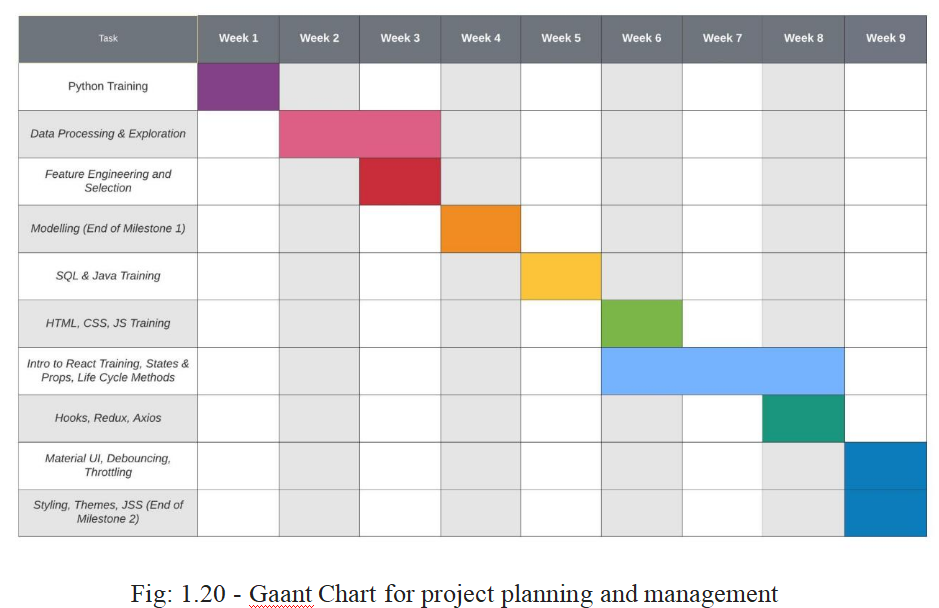 Task Week 1 Week 2 Week 3 Week 4 Week 5 Week 6 Week 7 Week 8 Week 9
Python Training
Data Processing & Exploration
Feature Engineering and
Selection
Modelling (End of Milestone 1)
SQL & Java Training
HTML, CSS, JS Training
Intro to React Training, States &
Props, Life Cycle Methods
Hooks, Redux, Axios
Material UI, Debouncing,
Throttling
Styling, Themes, JSS (End of
Milestone 2)
Fig: 1.20 - Gaant Chart for project planning and management